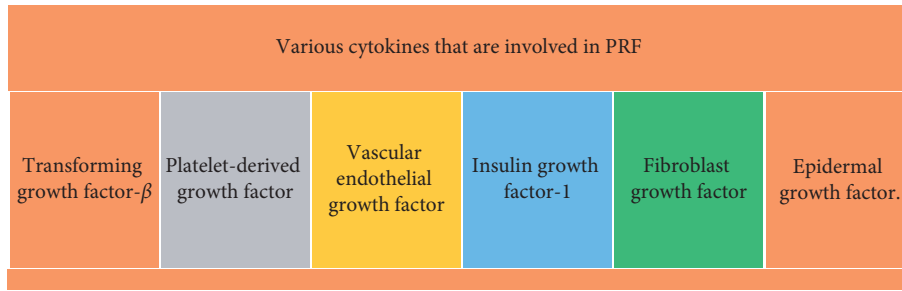 Various cytokines that are involved in PRF
Transforming
growth factor-β
Platelet-derived
growth factor
Vascular
endothelial
growth factor
Insulin growth
factor-1
Fibroblast
growth factor
Epidermal
growth factor.